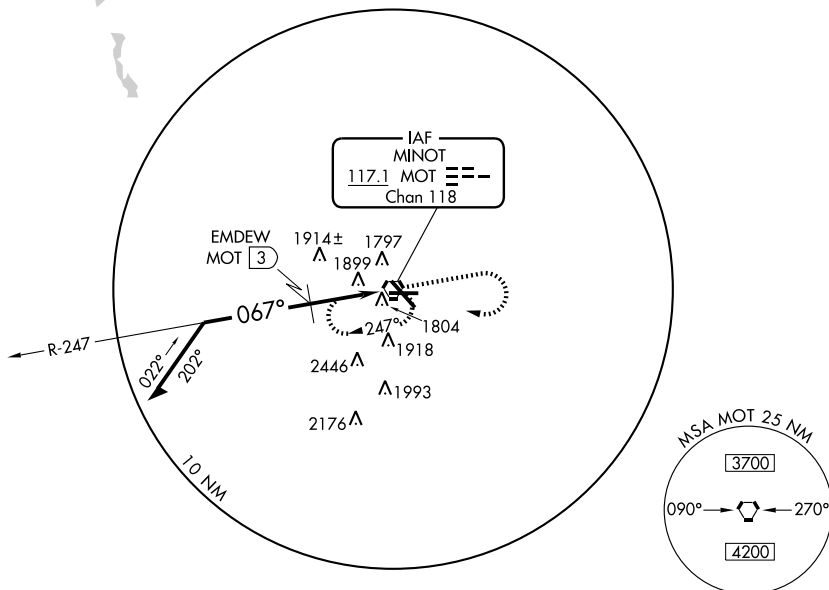 IAF
MINOT
117.1 MOT
Chan 118
EMDEW
MOT 3
1914±
1797
1899
067°
247°
1804
R-247
022°
202°
1918
2446
1993
2176
10 NM
MSA MOT 25 NM
3700
090°
270°
4200